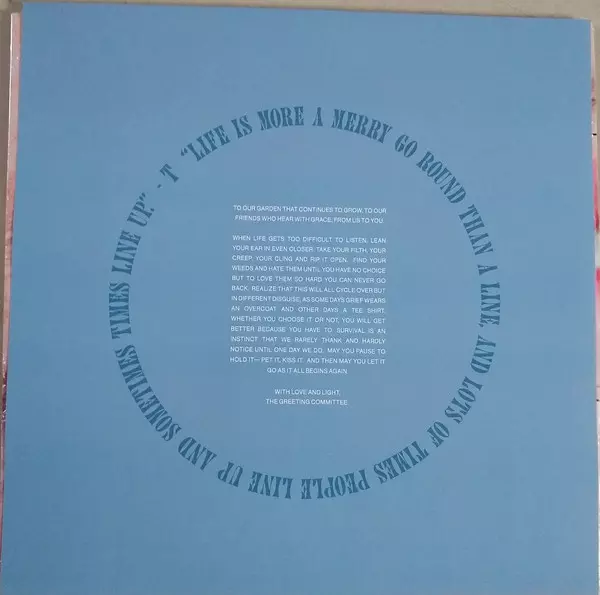 “LIFE IS MORE A MERRY GO ROUND THAN A LINE, AND LOTS OF TIMES PEOPLE LINE UP AND SOMETIMES TIMES LINE UP.” - T
TO OUR GARDEN THAT CONTINUES TO GROW, TO OUR
FRIENDS WHO HEAR WITH GRACE, FROM US TO YOU.
WHEN LIFE GETS TOO DIFFICULT TO LISTEN, LEAN
YOUR EAR IN EVEN CLOSER. TAKE YOUR FILTH, YOUR
CREEP, YOUR CLING AND RIP IT OPEN. FIND YOUR
WEEDS AND HATE THEM UNTIL YOU HAVE NO CHOICE
BUT TO LOVE THEM SO HARD YOU CAN NEVER GO
BACK. REALIZE THAT THIS WILL ALL CYCLE OVER BUT
IN DIFFERENT DISGUISE, AS SOME DAYS GRIEF WEARS
AN OVERCOAT AND OTHER DAYS A TEE SHIRT.
WHETHER YOU CHOOSE IT OR NOT, YOU WILL GET
BETTER BECAUSE YOU HAVE TO. SURVIVAL IS AN
INSTINCT THAT WE RARELY THANK AND HARDLY
NOTICE UNTIL ONE DAY WE DO. MAY YOU PAUSE TO
HOLD IT— PET IT, KISS IT. AND THEN MAY YOU LET IT
GO AS IT ALL BEGINS AGAIN.
WITH LOVE AND LIGHT,
THE GREETING COMMITTEE